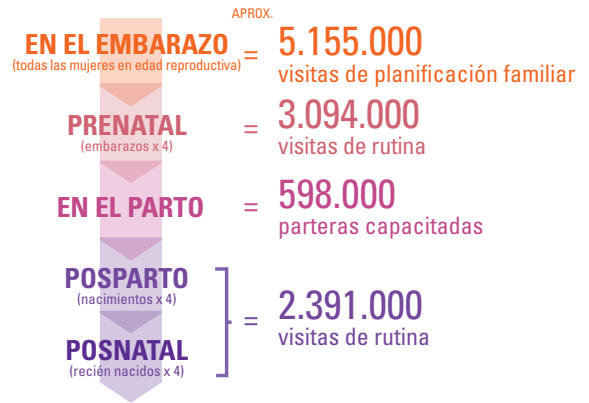 APROX.
EN EL EMBARAZO
(todas las mujeres en edad reproductiva)
=
5.155.000
visitas de planificación familiar
PRENATAL
(embarazos x 4)
=
3.094.000
visitas de rutina
EN EL PARTO
=
598.000
parteras capacitadas
POSPARTO
(nacimientos x 4)
POSNATAL
(recién nacidos x 4)
=
2.391.000
visitas de rutina